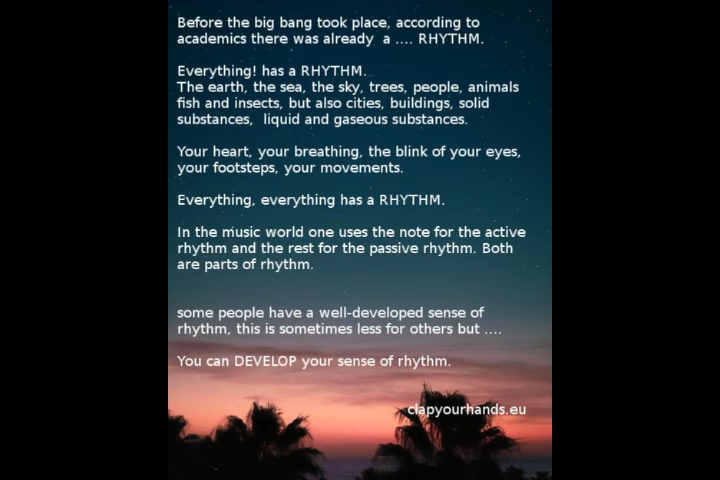 Before the big bang took place, according to
academics there was already  a .... RHYTHM.
Everything! has a RHYTHM.
The earth, the sea, the sky, trees, people, animals
fish and insects, but also cities, buildings, solid
substances,  liquid and gaseous substances.
Your heart, your breathing, the blink of your eyes,
your footsteps, your movements.
Everything, everything has a RHYTHM.
In the music world one uses the note for the active
rhythm and the rest for the passive rhythm. Both
are parts of rhythm.
some people have a well-developed sense of
rhythm, this is sometimes less for others but ....
You can DEVELOP your sense of rhythm.
clapyourhands.eu